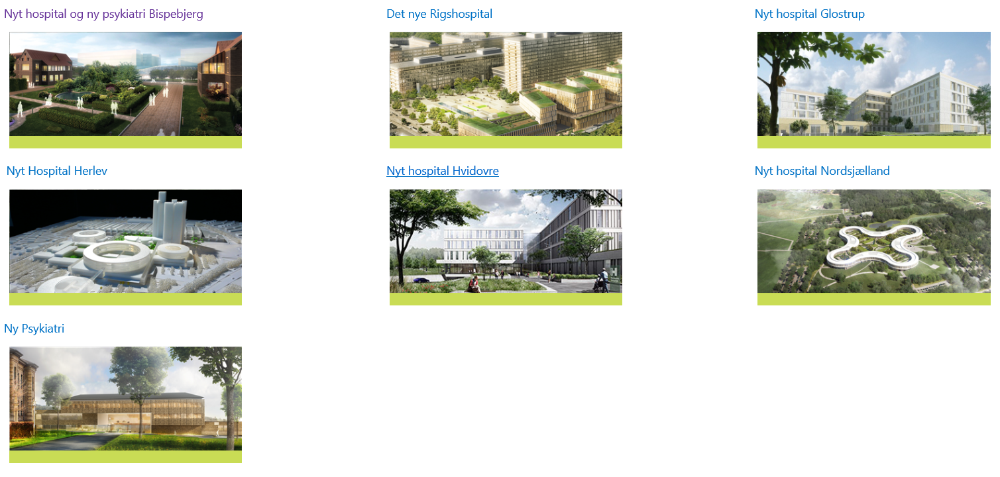 Nyt hospital og ny psykiatri Bispebjerg
Det nye Rigshospital
Nyt hospital Glostrup
Nyt Hospital Herlev
Nyt hospital Hvidovre
Nyt hospital Nordsjælland
Ny Psykiatri